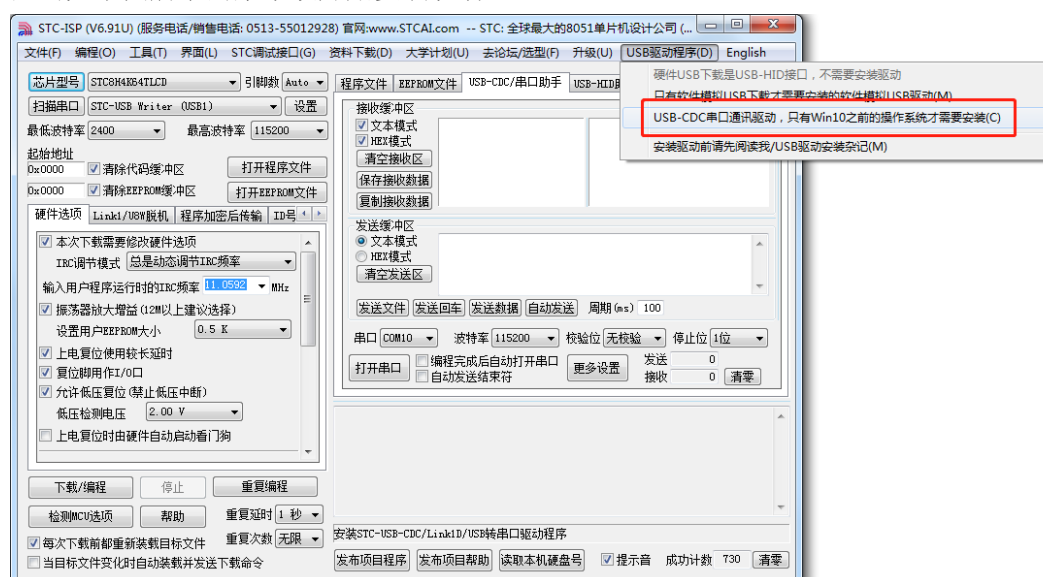 STC-ISP (V6.91U) (服务电话/销售电话: 0513-55012928) 官网:www.STCAI.com -- STC: 全球最大的8051单片机设计公司 (...
文件(F) 编程(O) 工具(T) 界面(L) STC调试接口(G) 资料下载(D) 大学计划(U) 去论坛/选型(F) 升级(U) USB驱动程序(D) English
硬件USB下载是USB-HID接口，不需要安装驱动
只有软件模拟USB下载才需要安装的软件模拟USB驱动(M)
USB-CDC串口通讯驱动，只有Win10之前的操作系统才需要安装(C)
安装驱动前请先阅读我/USB驱动安装杂记(M)
芯片型号 STC8H4K64TLCD 引脚数 Auto
扫描串口 STC-USB Writer (USB1) 设置
最低波特率 2400 最高波特率 115200
起始地址
0x0000 清除代码缓冲区 打开程序文件
0x0000 清除EEPROM缓冲区 打开EEPROM文件
硬件选项 Link1/U8W脱机 程序加密后传输 ID号
本次下载需要修改硬件选项
IRC调节模式 总是动态调节IRC频率
输入用户程序运行时的IRC频率 11.0592 MHz
振荡器放大增益(12M以上建议选择)
设置用户EEPROM大小 0.5 K
上电复位使用较长延时
复位脚用作I/O口
允许低压复位(禁止低压中断)
低压检测电压 2.00 V
上电复位时由硬件自动启动看门狗
下载/编程 停止 重复编程
检测MCU选项 帮助 重复延时 1 秒
每次下载前都重新装载目标文件 重复次数 无限
当目标文件变化时自动装载并发送下载命令
程序文件 EEPROM文件 USB-CDC/串口助手
接收缓冲区
文本模式
HEX模式
清空接收区
保存接收数据
复制接收数据
发送缓冲区
文本模式
HEX模式
清空发送区
发送文件 发送回车 发送数据 自动发送 周期(ms) 100
串口 COM10 波特率 115200 校验位 无校验 停止位 1位
打开串口 编程完成后自动打开串口 更多设置 发送 0
自动发送结束符 接收 0 清零
安装STC-USB-CDC/Link1D/USB转串口驱动程序
发布项目程序 发布项目帮助 读取本机硬盘号 提示音 成功计数 730 清零